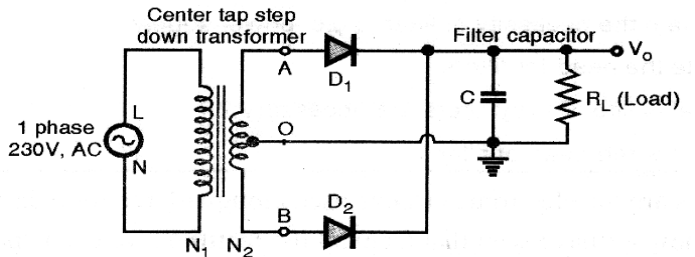 Center tap step
down transformer
Filter capacitor
A
D1
Vo
L
1 phase
230V, AC
N
O
C
RL (Load)
B
D2
N1
N2